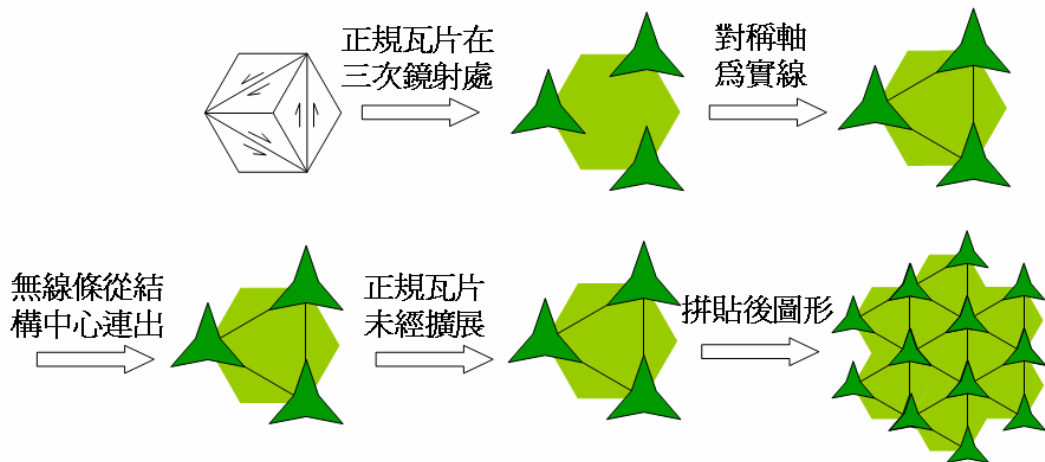 正規瓦片在
三次鏡射處
對稱軸
爲實線
無線條從結
構中心連出
正規瓦片
未經擴展
拼貼後圖形